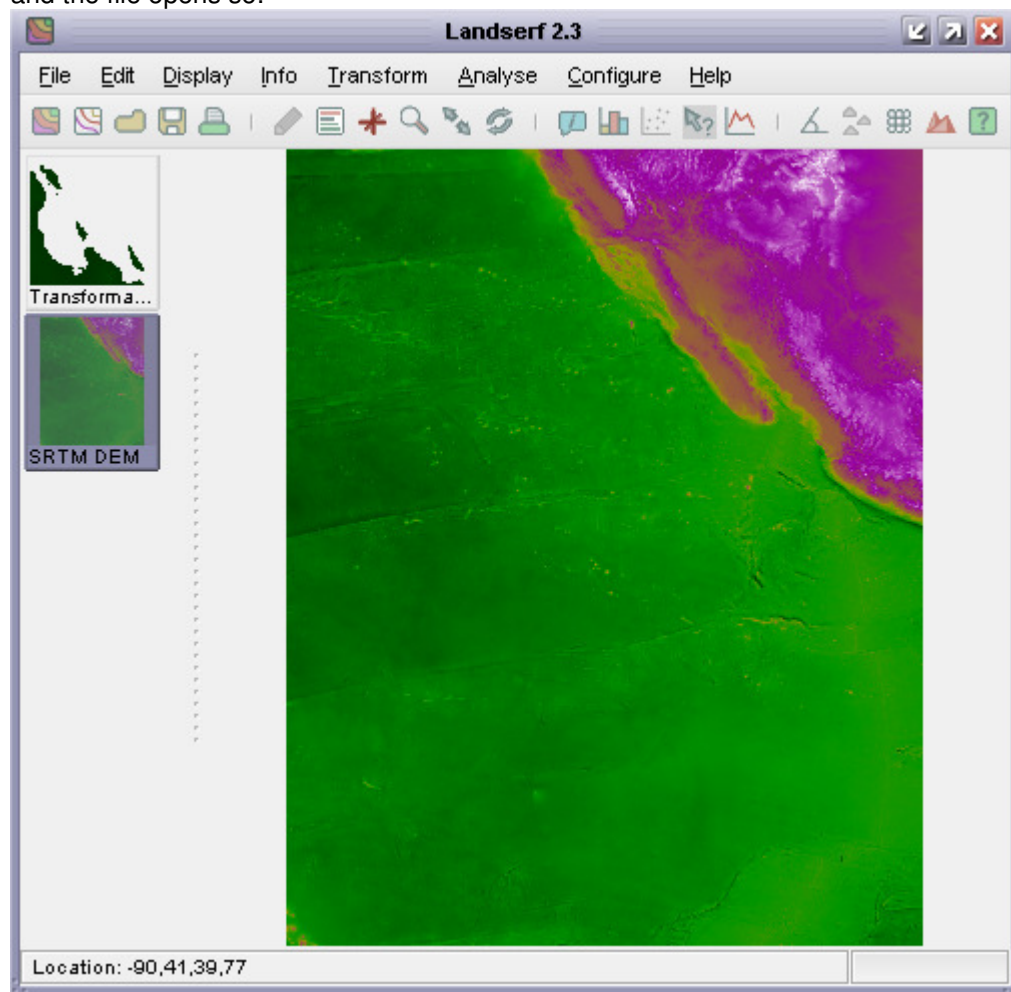 and the file opens so:
Landserf 2.3
File Edit Display Info Transform Analyse Configure Help
Transforma...
SRTM DEM
Location: -90,41,39,77